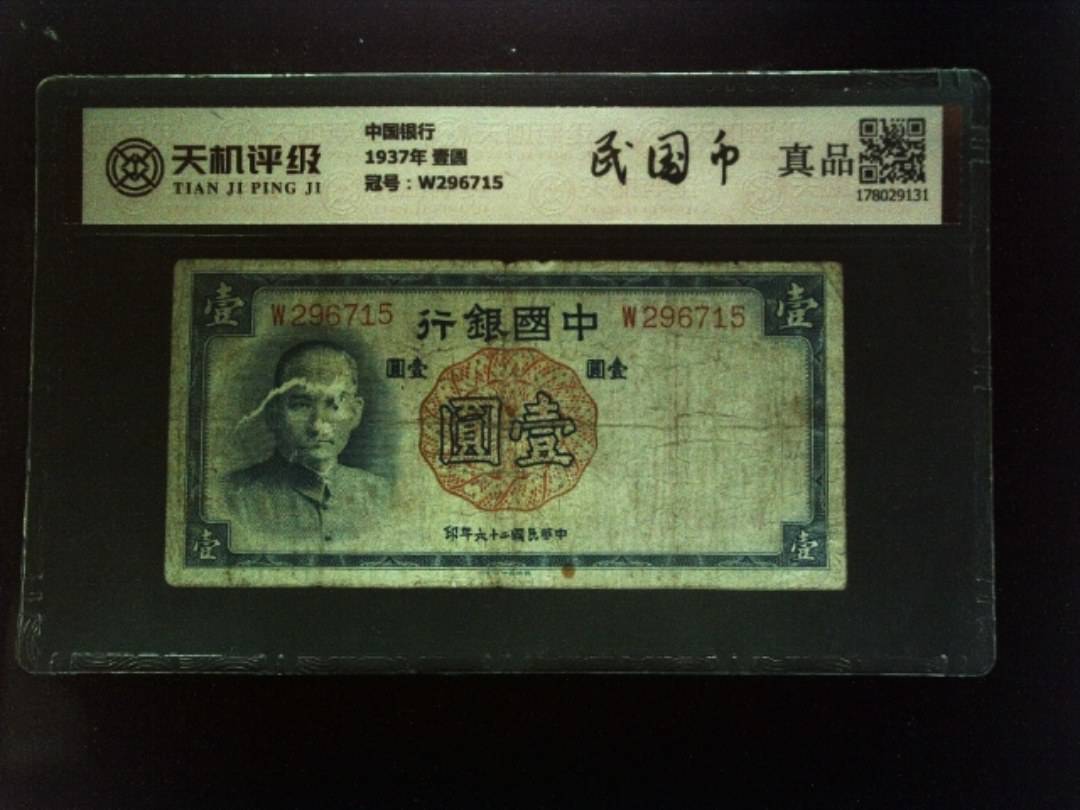 天机评级
TIAN JI PING JI
中国银行
1937年 壹圆
冠号：W296715
民国币
真品
178029131
壹
W296715
行銀國中
W296715
壹
圓壹
圓壹
圓壹
印年六十二國民華中
壹
壹